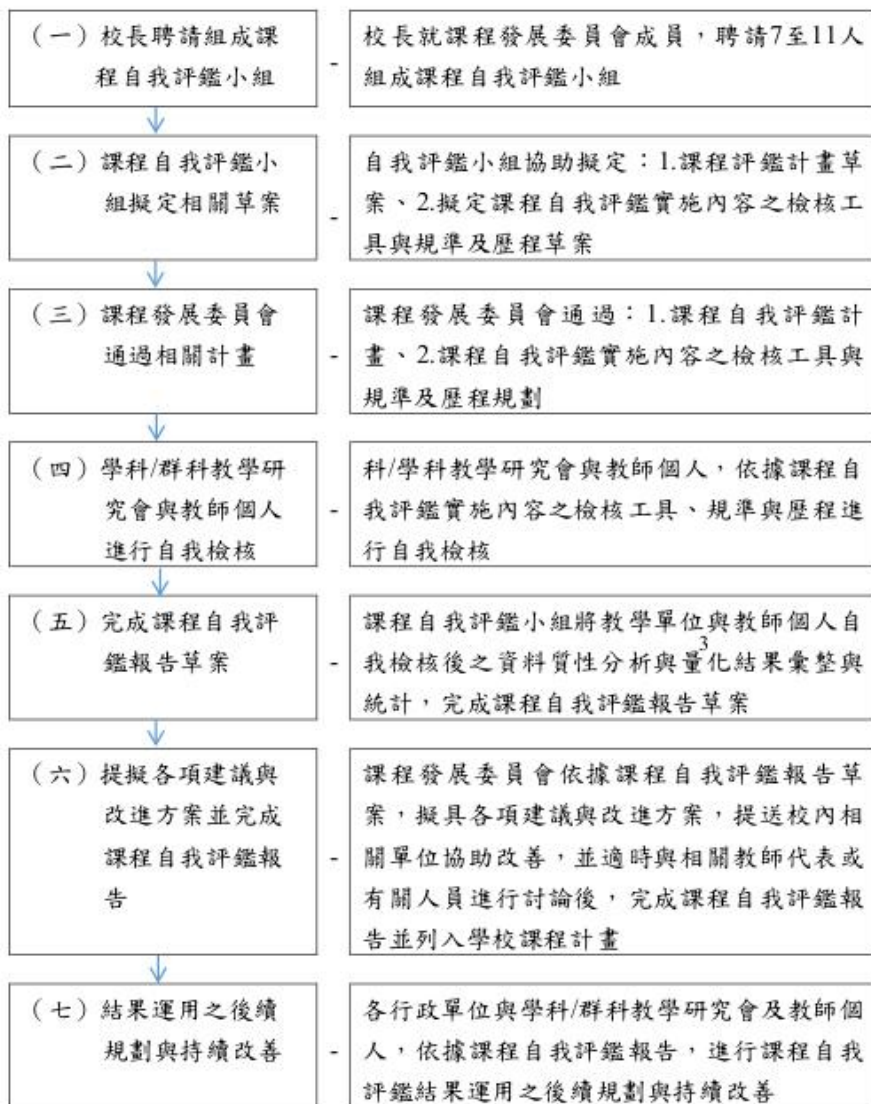 （一）校長聘請組成課
程自我評鑑小組
-
校長就課程發展委員會成員，聘請7至11人
組成課程自我評鑑小組
（二）課程自我評鑑小
組擬定相關草案
-
自我評鑑小組協助擬定：1.課程評鑑計畫草
案、2.擬定課程自我評鑑實施內容之檢核工
具與規準及歷程草案
（三）課程發展委員會
通過相關計畫
-
課程發展委員會通過：1.課程自我評鑑計
畫、2.課程自我評鑑實施內容之檢核工具與
規準及歷程規劃
（四）學科/群科教學研
究會與教師個人
進行自我檢核
-
科/學科教學研究會與教師個人，依據課程自
我評鑑實施內容之檢核工具、規準與歷程進
行自我檢核
（五）完成課程自我評
鑑報告草案
-
課程自我評鑑小組將教學單位與教師個人自
3
我檢核後之資料質性分析與量化結果彙整與
統計，完成課程自我評鑑報告草案
（六）提擬各項建議與
改進方案並完成
課程自我評鑑報
告
-
課程發展委員會依據課程自我評鑑報告草
案，擬具各項建議與改進方案，提送校內相
關單位協助改善，並適時與相關教師代表或
有關人員進行討論後，完成課程自我評鑑報
告並列入學校課程計畫
（七）結果運用之後續
規劃與持續改善
-
各行政單位與學科/群科教學研究會及教師個
人，依據課程自我評鑑報告，進行課程自我
評鑑結果運用之後續規劃與持續改善